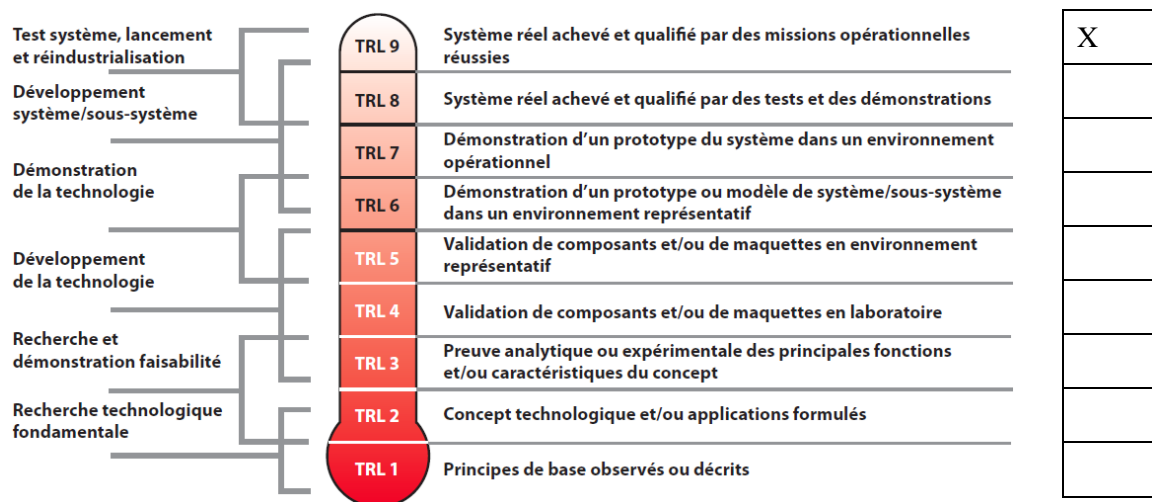 Test système, lancement
et réindustrialisation
Développement
système/sous-système
Démonstration
de la technologie
Développement
de la technologie
Recherche et
démonstration faisabilité
Recherche technologique
fondamentale
TRL 9
Système réel achevé et qualifié par des missions opérationnelles
réussies
TRL 8
Système réel achevé et qualifié par des tests et des démonstrations
TRL 7
Démonstration d’un prototype du système dans un environnement
opérationnel
TRL 6
Démonstration d’un prototype ou modèle de système/sous-système
dans un environnement représentatif
TRL 5
Validation de composants et/ou de maquettes en environnement
représentatif
TRL 4
Validation de composants et/ou de maquettes en laboratoire
TRL 3
Preuve analytique ou expérimentale des principales fonctions
et/ou caractéristiques du concept
TRL 2
Concept technologique et/ou applications formulés
TRL 1
Principes de base observés ou décrits
X